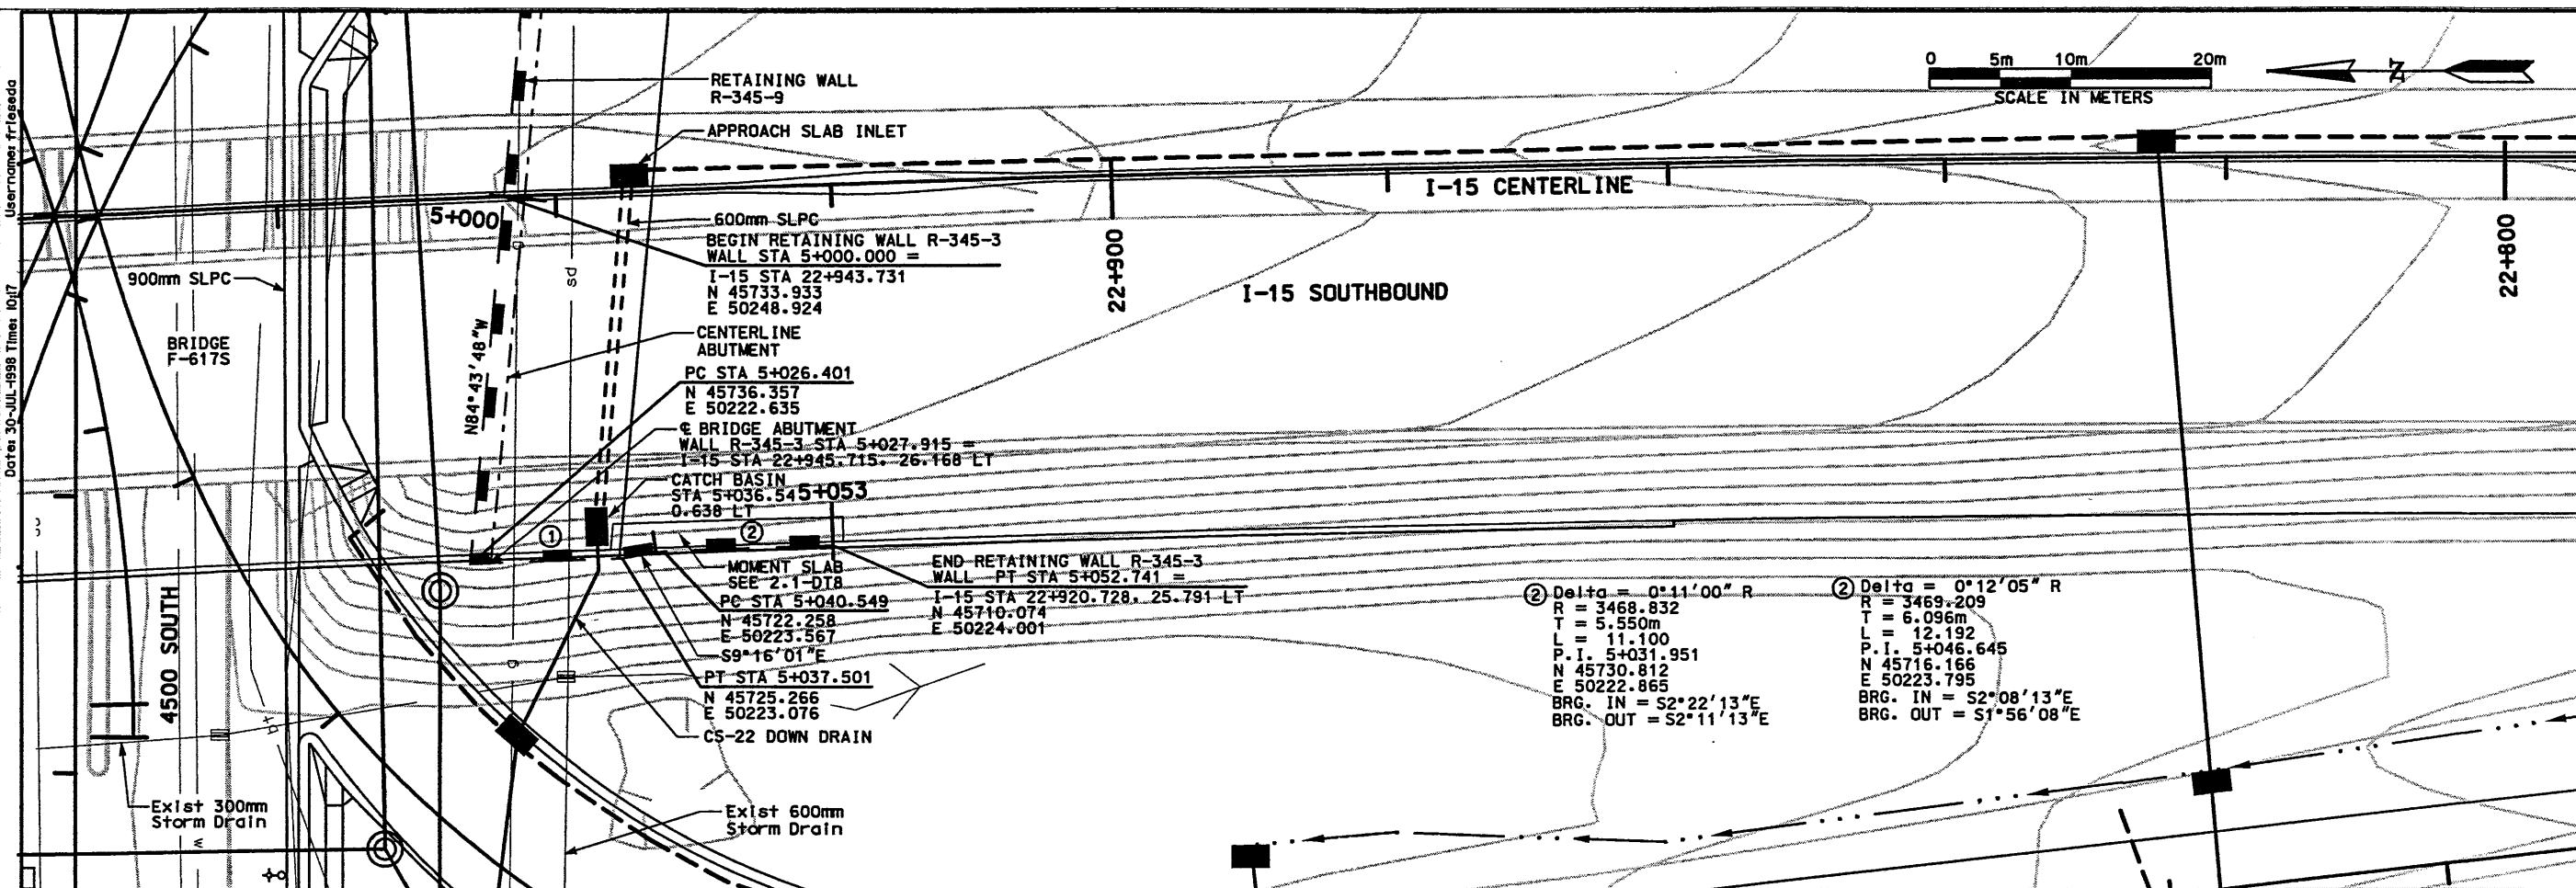 Username: frieseda
Date: 30-JUL-1998 Time: 10:17
RETAINING WALL
R-345-9
APPROACH SLAB INLET
0 5m 10m 20m
SCALE IN METERS
N
I-15 CENTERLINE
5+000
600mm SLPC
BEGIN RETAINING WALL R-345-3
WALL STA 5+000.000 =
I-15 STA 22+943.731
N 45733.933
E 50248.924
900mm SLPC
sd
g
22+900
I-15 SOUTHBOUND
22+800
BRIDGE
F-617S
CENTERLINE
ABUTMENT
N84°43'48"W
PC STA 5+026.401
N 45736.357
E 50222.635
℄ BRIDGE ABUTMENT
WALL R-345-3 STA 5+027.915 =
I-15 STA 22+945.715, 26.168 LT
CATCH BASIN
STA 5+036.545
0.638 LT
5+053
1
2
MOMENT SLAB
SEE 2.1-DT8
END RETAINING WALL R-345-3
WALL PT STA 5+052.741 =
I-15 STA 22+920.728, 25.791 LT
N 45710.074
E 50224.001
PC STA 5+040.549
N 45722.258
E 50223.567
S9°16'01"E
PT STA 5+037.501
N 45725.266
E 50223.076
CS-22 DOWN DRAIN
4500 SOUTH
g
2 Delta = 0°11'00" R
R = 3468.832
T = 5.550m
L = 11.100
P.I. 5+031.951
N 45730.812
E 50222.865
BRG. IN = S2°22'13"E
BRG. OUT = S2°11'13"E
2 Delta = 0°12'05" R
R = 3469.209
T = 6.096m
L = 12.192
P.I. 5+046.645
N 45716.166
E 50223.795
BRG. IN = S2°08'13"E
BRG. OUT = S1°56'08"E
Exist 300mm
Storm Drain
w
Exist 600mm
Storm Drain